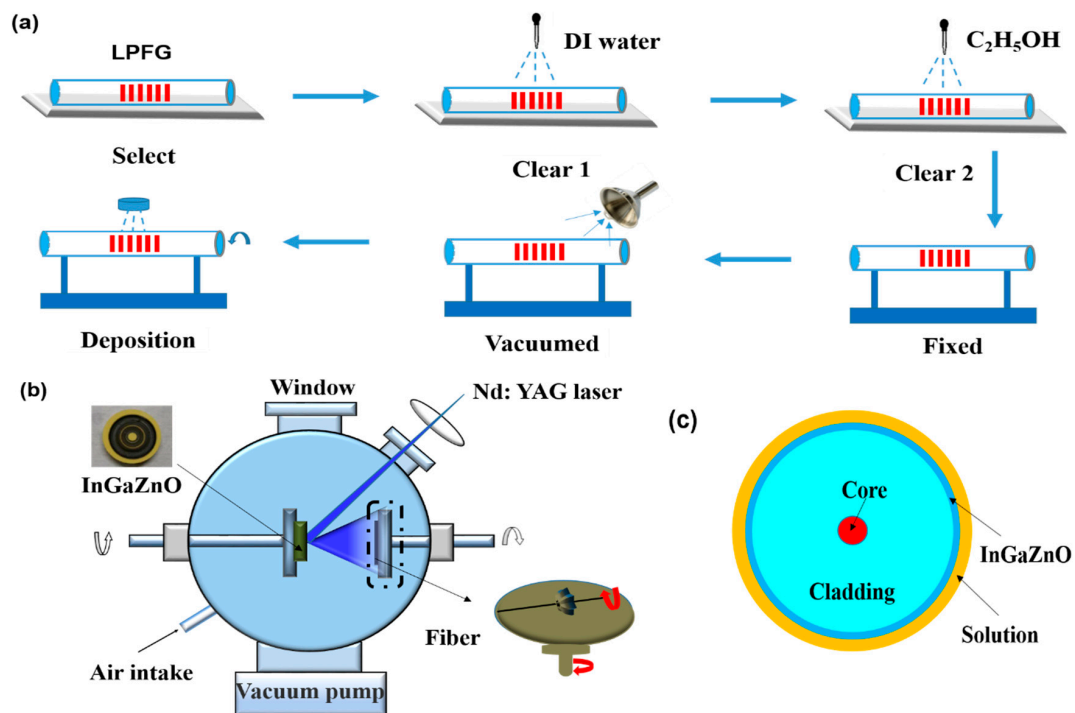 (a)
LPFG
DI water
C₂H₅OH
Select
Clear 1
Clear 2
Deposition
Vacuumed
Fixed
(b)
Window
Nd: YAG laser
InGaZnO
Fiber
Air intake
Vacuum pump
(c)
Core
InGaZnO
Cladding
Solution